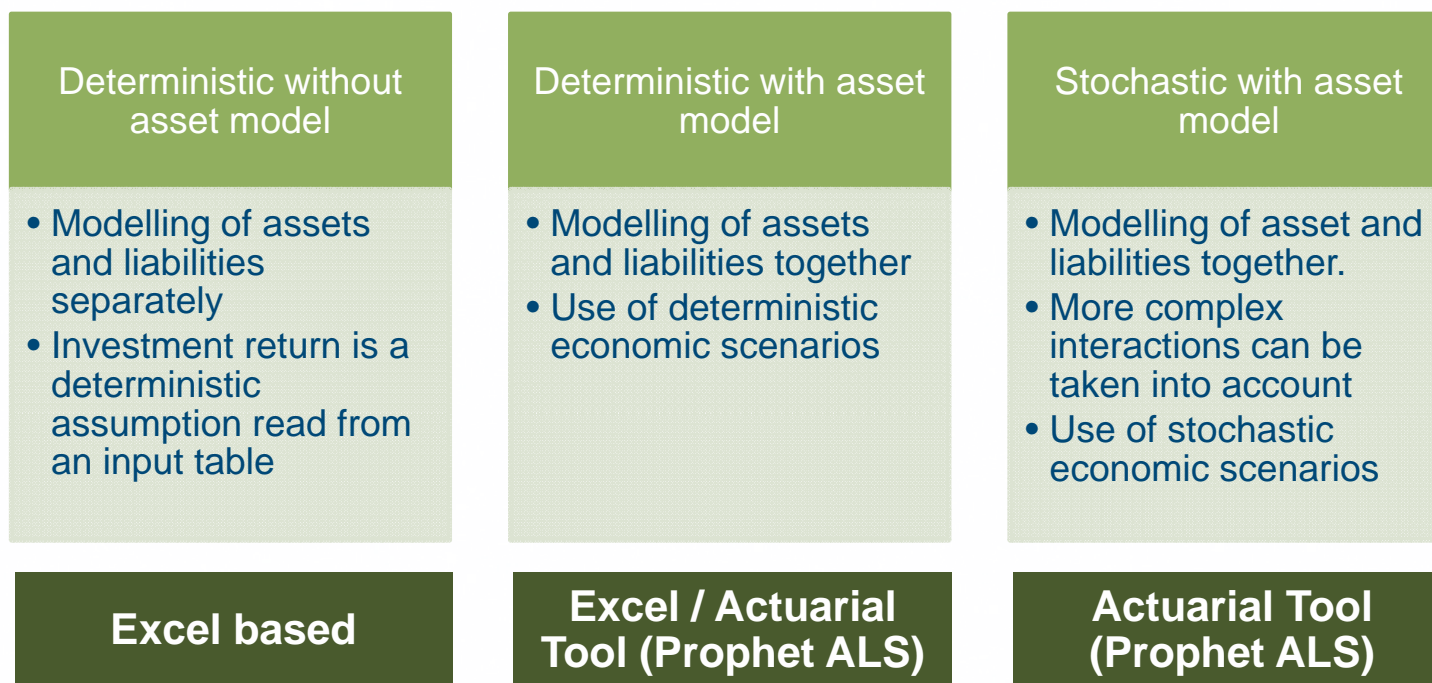 Deterministic without
asset model
• Modelling of assets
and liabilities
separately
• Investment return is a
deterministic
assumption read from
an input table
Excel based
Deterministic with asset
model
• Modelling of assets
and liabilities together
• Use of deterministic
economic scenarios
Excel / Actuarial
Tool (Prophet ALS)
Stochastic with asset
model
• Modelling of asset and
liabilities together.
• More complex
interactions can be
taken into account
• Use of stochastic
economic scenarios
Actuarial Tool
(Prophet ALS)